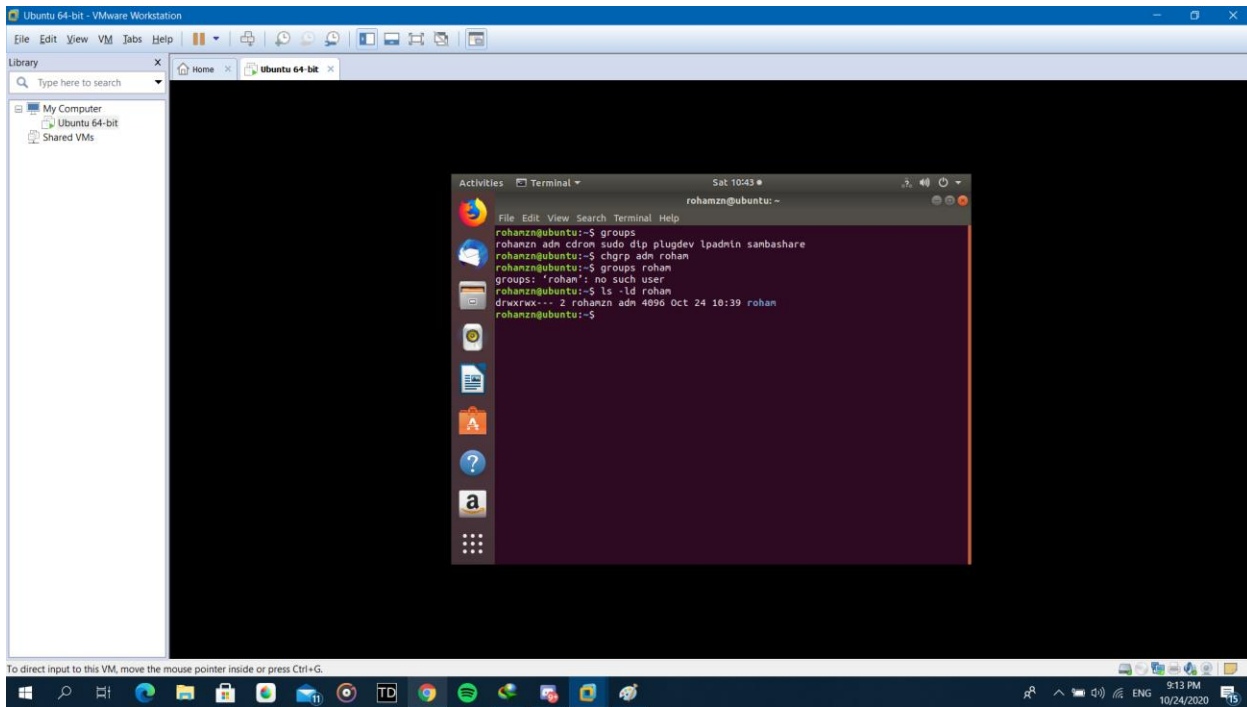 Ubuntu 64-bit - VMware Workstation
File Edit View VM Tabs Help
Library X
Type here to search
Home × Ubuntu 64-bit ×
My Computer
Ubuntu 64-bit
Shared VMs
Activities Terminal Sat 10:43
rohamzn@ubuntu: ~
File Edit View Search Terminal Help
rohamzn@ubuntu:~$ groups
rohamzn adm cdrom sudo dip plugdev lpadmin sambashare
rohamzn@ubuntu:~$ chgrp adm roham
rohamzn@ubuntu:~$ groups roham
groups: ‘roham’: no such user
rohamzn@ubuntu:~$ ls -ld roham
drwxrwx--- 2 rohamzn adm 4096 Oct 24 10:39 roham
rohamzn@ubuntu:~$
a
To direct input to this VM, move the mouse pointer inside or press Ctrl+G.
11 TD ENG 9:13 PM
10/24/2020 15